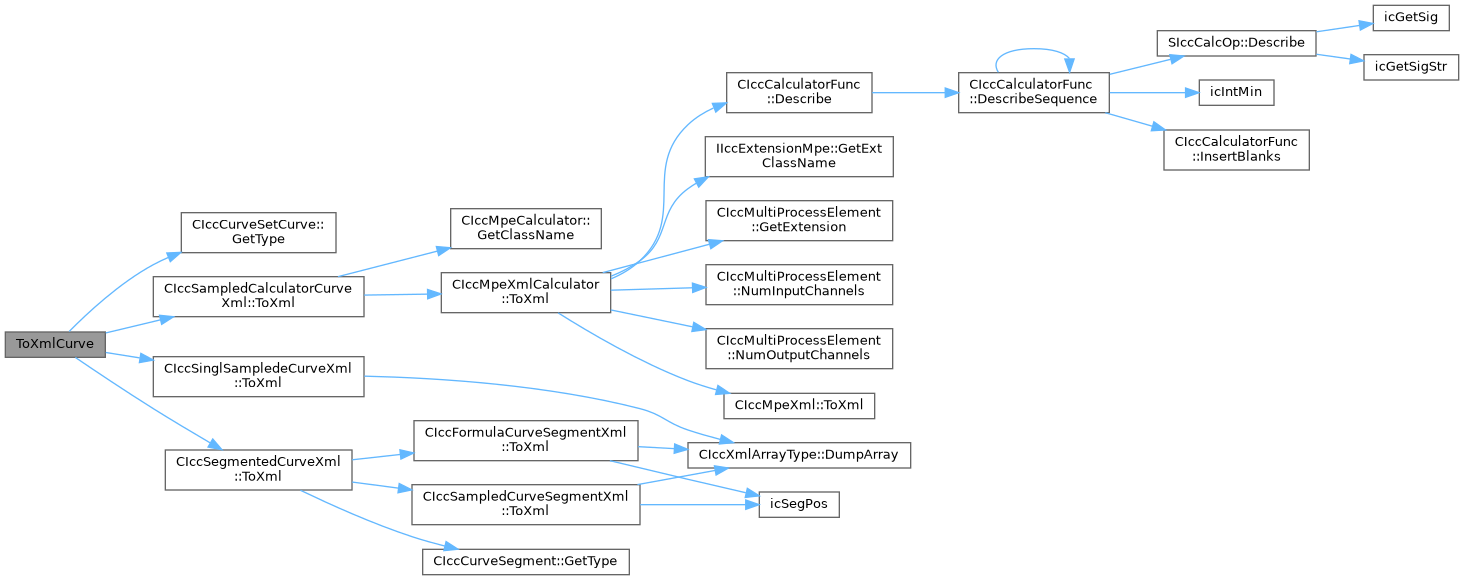 ToXmlCurve
CIccCurveSetCurve::
GetType
CIccSampledCalculatorCurve
Xml::ToXml
CIccSinglSampledeCurveXml
::ToXml
CIccSegmentedCurveXml
::ToXml
CIccMpeCalculator::
GetClassName
CIccMpeXmlCalculator
::ToXml
CIccFormulaCurveSegmentXml
::ToXml
CIccSampledCurveSegmentXml
::ToXml
CIccCurveSegment::GetType
CIccCalculatorFunc
::Describe
IIccExtensionMpe::GetExt
ClassName
CIccMultiProcessElement
::GetExtension
CIccMultiProcessElement
::NumInputChannels
CIccMultiProcessElement
::NumOutputChannels
CIccMpeXml::ToXml
CIccXmlArrayType::DumpArray
icSegPos
CIccCalculatorFunc
::DescribeSequence
SIccCalcOp::Describe
icIntMin
CIccCalculatorFunc
::InsertBlanks
icGetSig
icGetSigStr